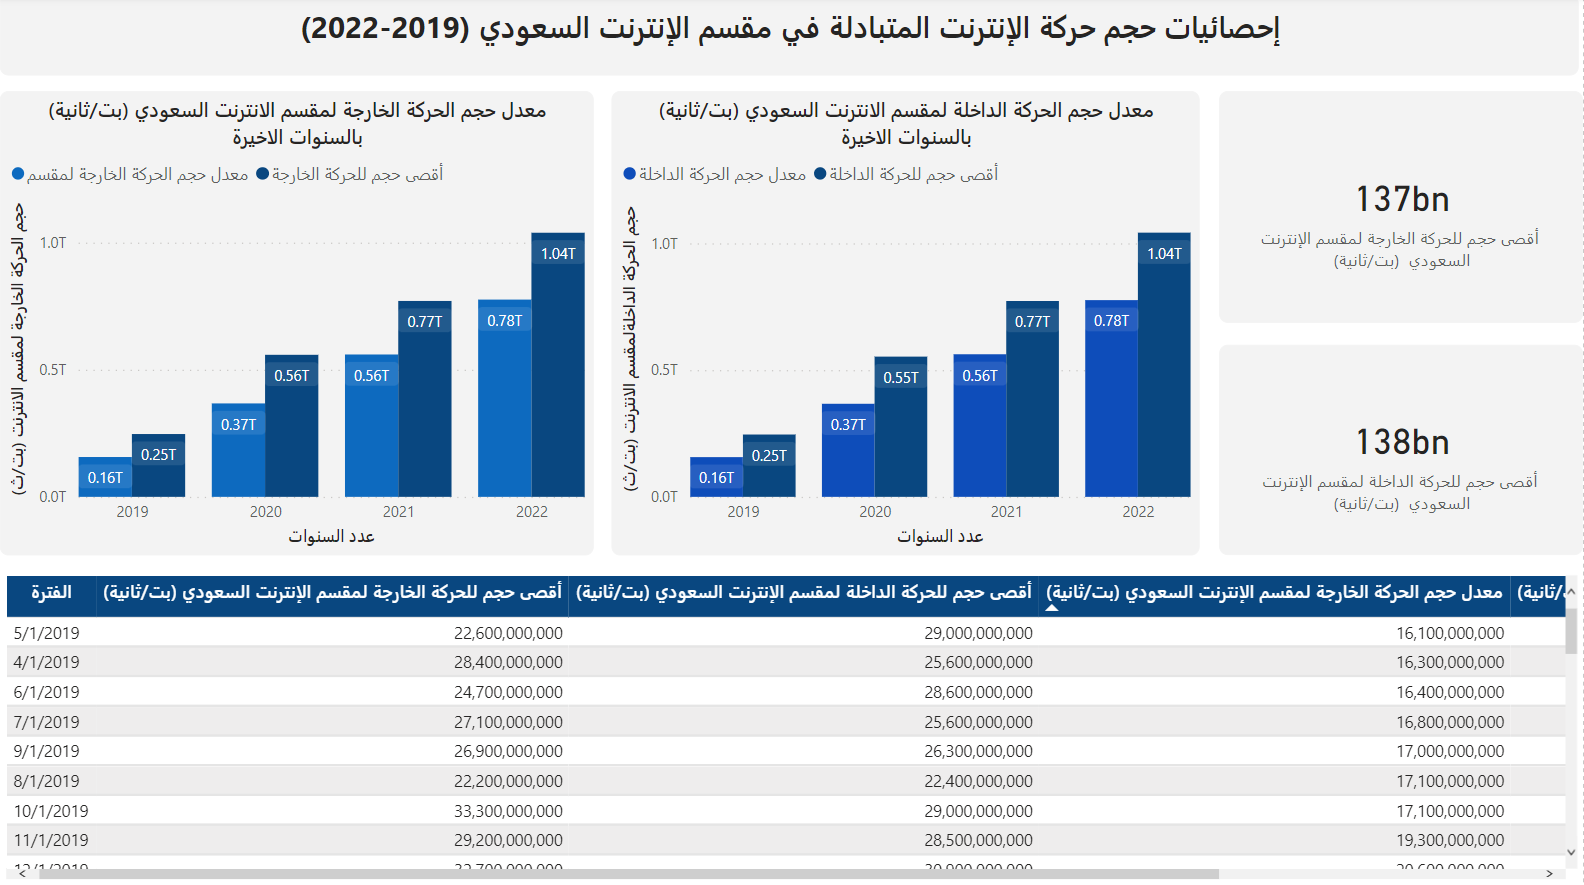 إحصائيات حجم حركة الإنترنت المتبادلة في مقسم الإنترنت السعودي (2019-2022)
137bn
أقصى حجم للحركة الخارجة لمقسم الإنترنت
السعودي (بت/ثانية)
138bn
أقصى حجم للحركة الداخلة لمقسم الإنترنت
السعودي (بت/ثانية)
معدل حجم الحركة الداخلة لمقسم الانترنت السعودي (بت/ثانية)
بالسنوات الاخيرة
معدل حجم الحركة الداخلة أقصى حجم للحركة الداخلة
حجم الحركة الداخلةلمقسم الانترنت (بت/ث)
1.0T
0.5T
0.0T
0.16T
0.25T
0.37T
0.55T
0.56T
0.77T
0.78T
1.04T
2019 2020 2021 2022
عدد السنوات
معدل حجم الحركة الخارجة لمقسم الانترنت السعودي (بت/ثانية)
بالسنوات الاخيرة
معدل حجم الحركة الخارجة لمقسم أقصى حجم للحركة الخارجة
حجم الحركة الخارجة لمقسم الانترنت (بت/ث)
1.0T
0.5T
0.0T
0.16T
0.25T
0.37T
0.56T
0.56T
0.77T
0.78T
1.04T
2019 2020 2021 2022
عدد السنوات
الفترة أقصى حجم للحركة الخارجة لمقسم الإنترنت السعودي (بت/ثانية) أقصى حجم للحركة الداخلة لمقسم الإنترنت السعودي (بت/ثانية) معدل حجم الحركة الخارجة لمقسم الإنترنت السعودي (بت/ثانية)
5/1/2019 22,600,000,000 29,000,000,000 16,100,000,000
4/1/2019 28,400,000,000 25,600,000,000 16,300,000,000
6/1/2019 24,700,000,000 28,600,000,000 16,400,000,000
7/1/2019 27,100,000,000 25,600,000,000 16,800,000,000
9/1/2019 26,900,000,000 26,300,000,000 17,000,000,000
8/1/2019 22,200,000,000 22,400,000,000 17,100,000,000
10/1/2019 33,300,000,000 29,000,000,000 17,100,000,000
11/1/2019 29,200,000,000 28,500,000,000 19,300,000,000